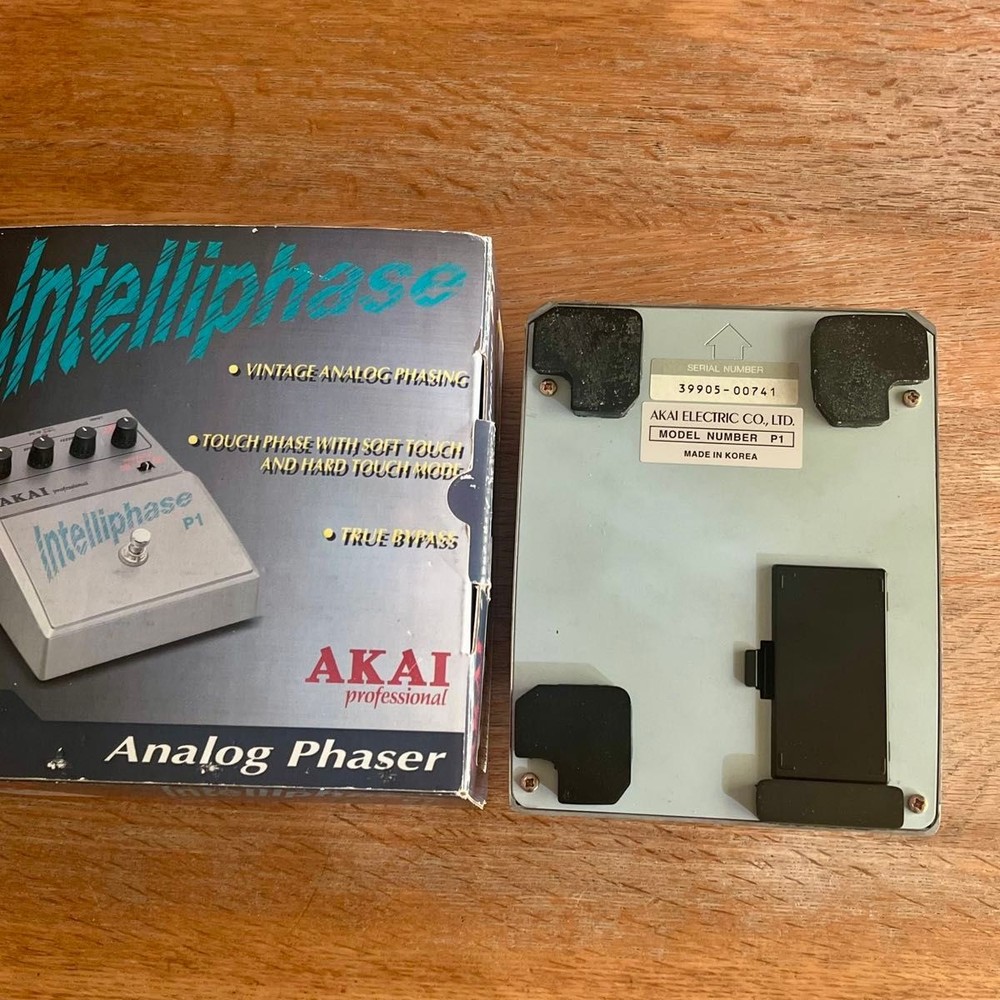 Intelliphase
• VINTAGE ANALOG PHASING
• TOUCH PHASE WITH SOFT TOUCH
AND HARD TOUCH MODE
• TRUE BYPASS
AKAI professional
Intelliphase
P1
AKAI
professional
Analog Phaser
SERIAL NUMBER
39905-00741
AKAI ELECTRIC CO., LTD.
MODEL NUMBER P1
MADE IN KOREA